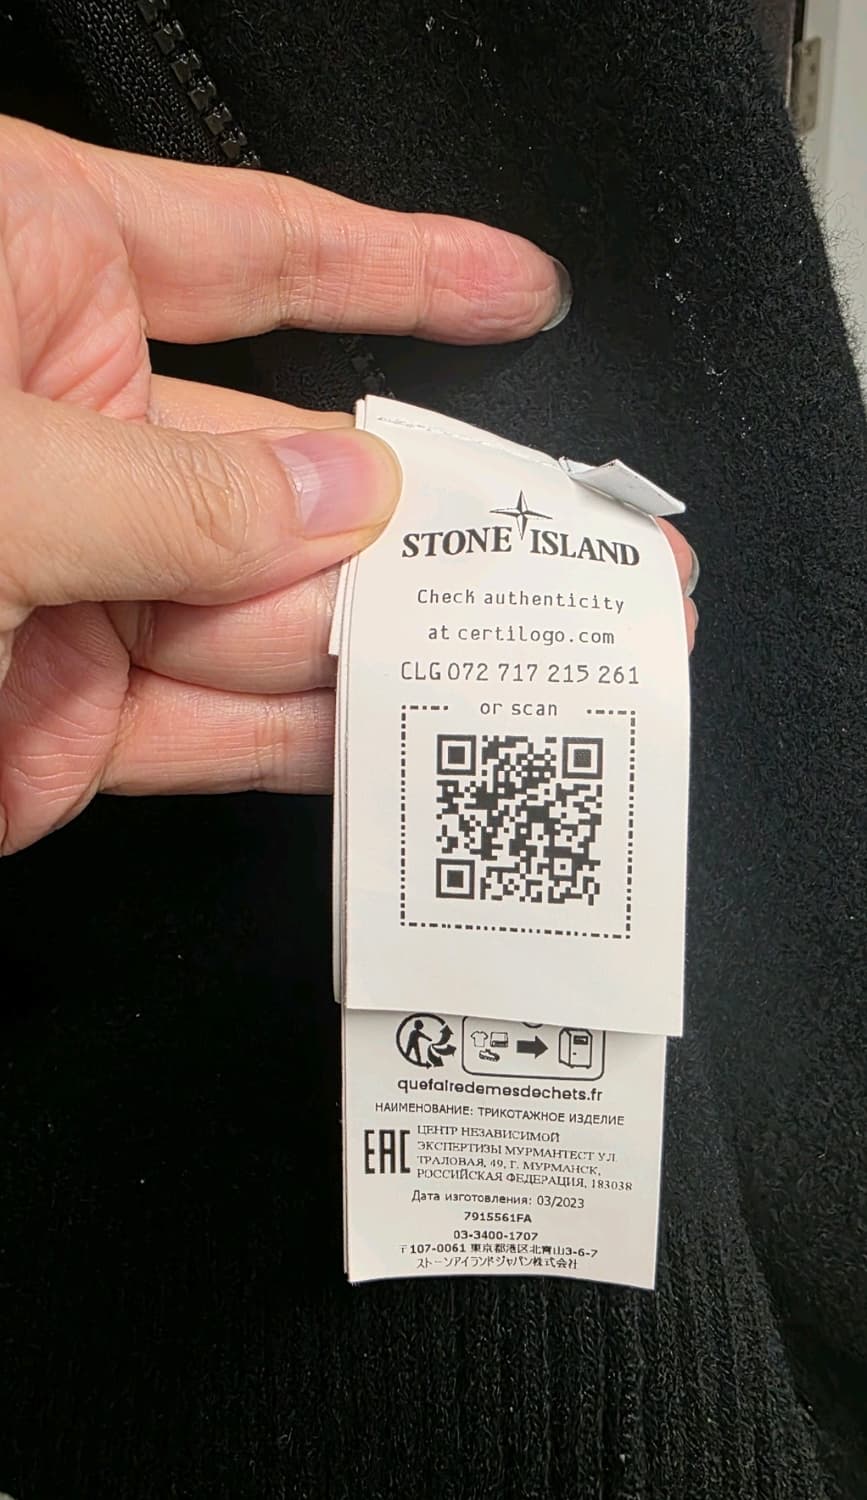 STONE ISLAND
Check authenticity
at certilogo.com
CLG 072 717 215 261
or scan
quefairedemesdechets.fr
НАИМЕНОВАНИЕ: ТРИКОТАЖНОЕ ИЗДЕЛИЕ
EAC
ЦЕНТР НЕЗАВИСИМОЙ
ЭКСПЕРТИЗЫ МУРМАНТЕСТ УЛ.
ТРАЛОВАЯ, 49, Г. МУРМАНСК,
РОССИЙСКАЯ ФЕДЕРАЦИЯ, 183038
Дата изготовления: 03/2023
7915561FA
03-3400-1707
〒107-0061 東京都港区北青山3-6-7
ストーンアイランドジャパン株式会社